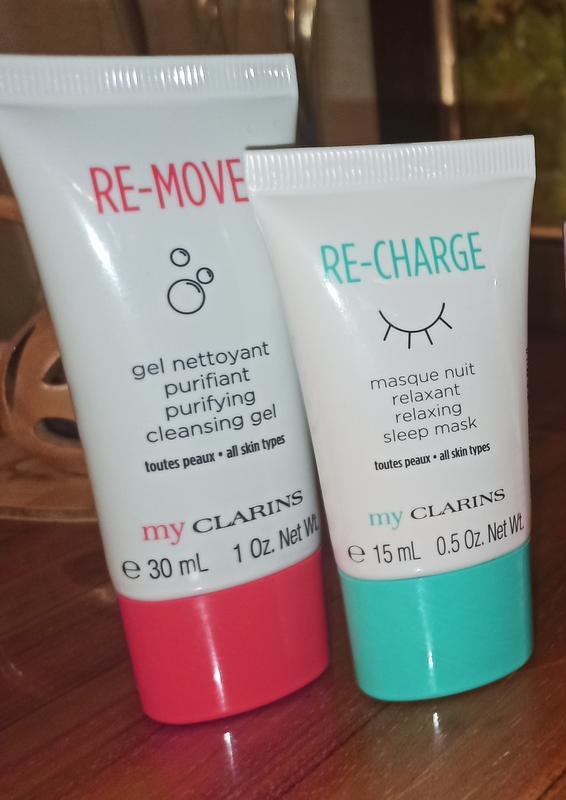 RE-MOVE
gel nettoyant
purifiant
purifying
cleansing gel
toutes peaux • all skin types
my CLARINS
℮ 30 mL 1 Oz. Net Wt.
RE-CHARGE
masque nuit
relaxant
relaxing
sleep mask
toutes peaux • all skin types
my CLARINS
℮ 15 mL 0.5 Oz. Net Wt.